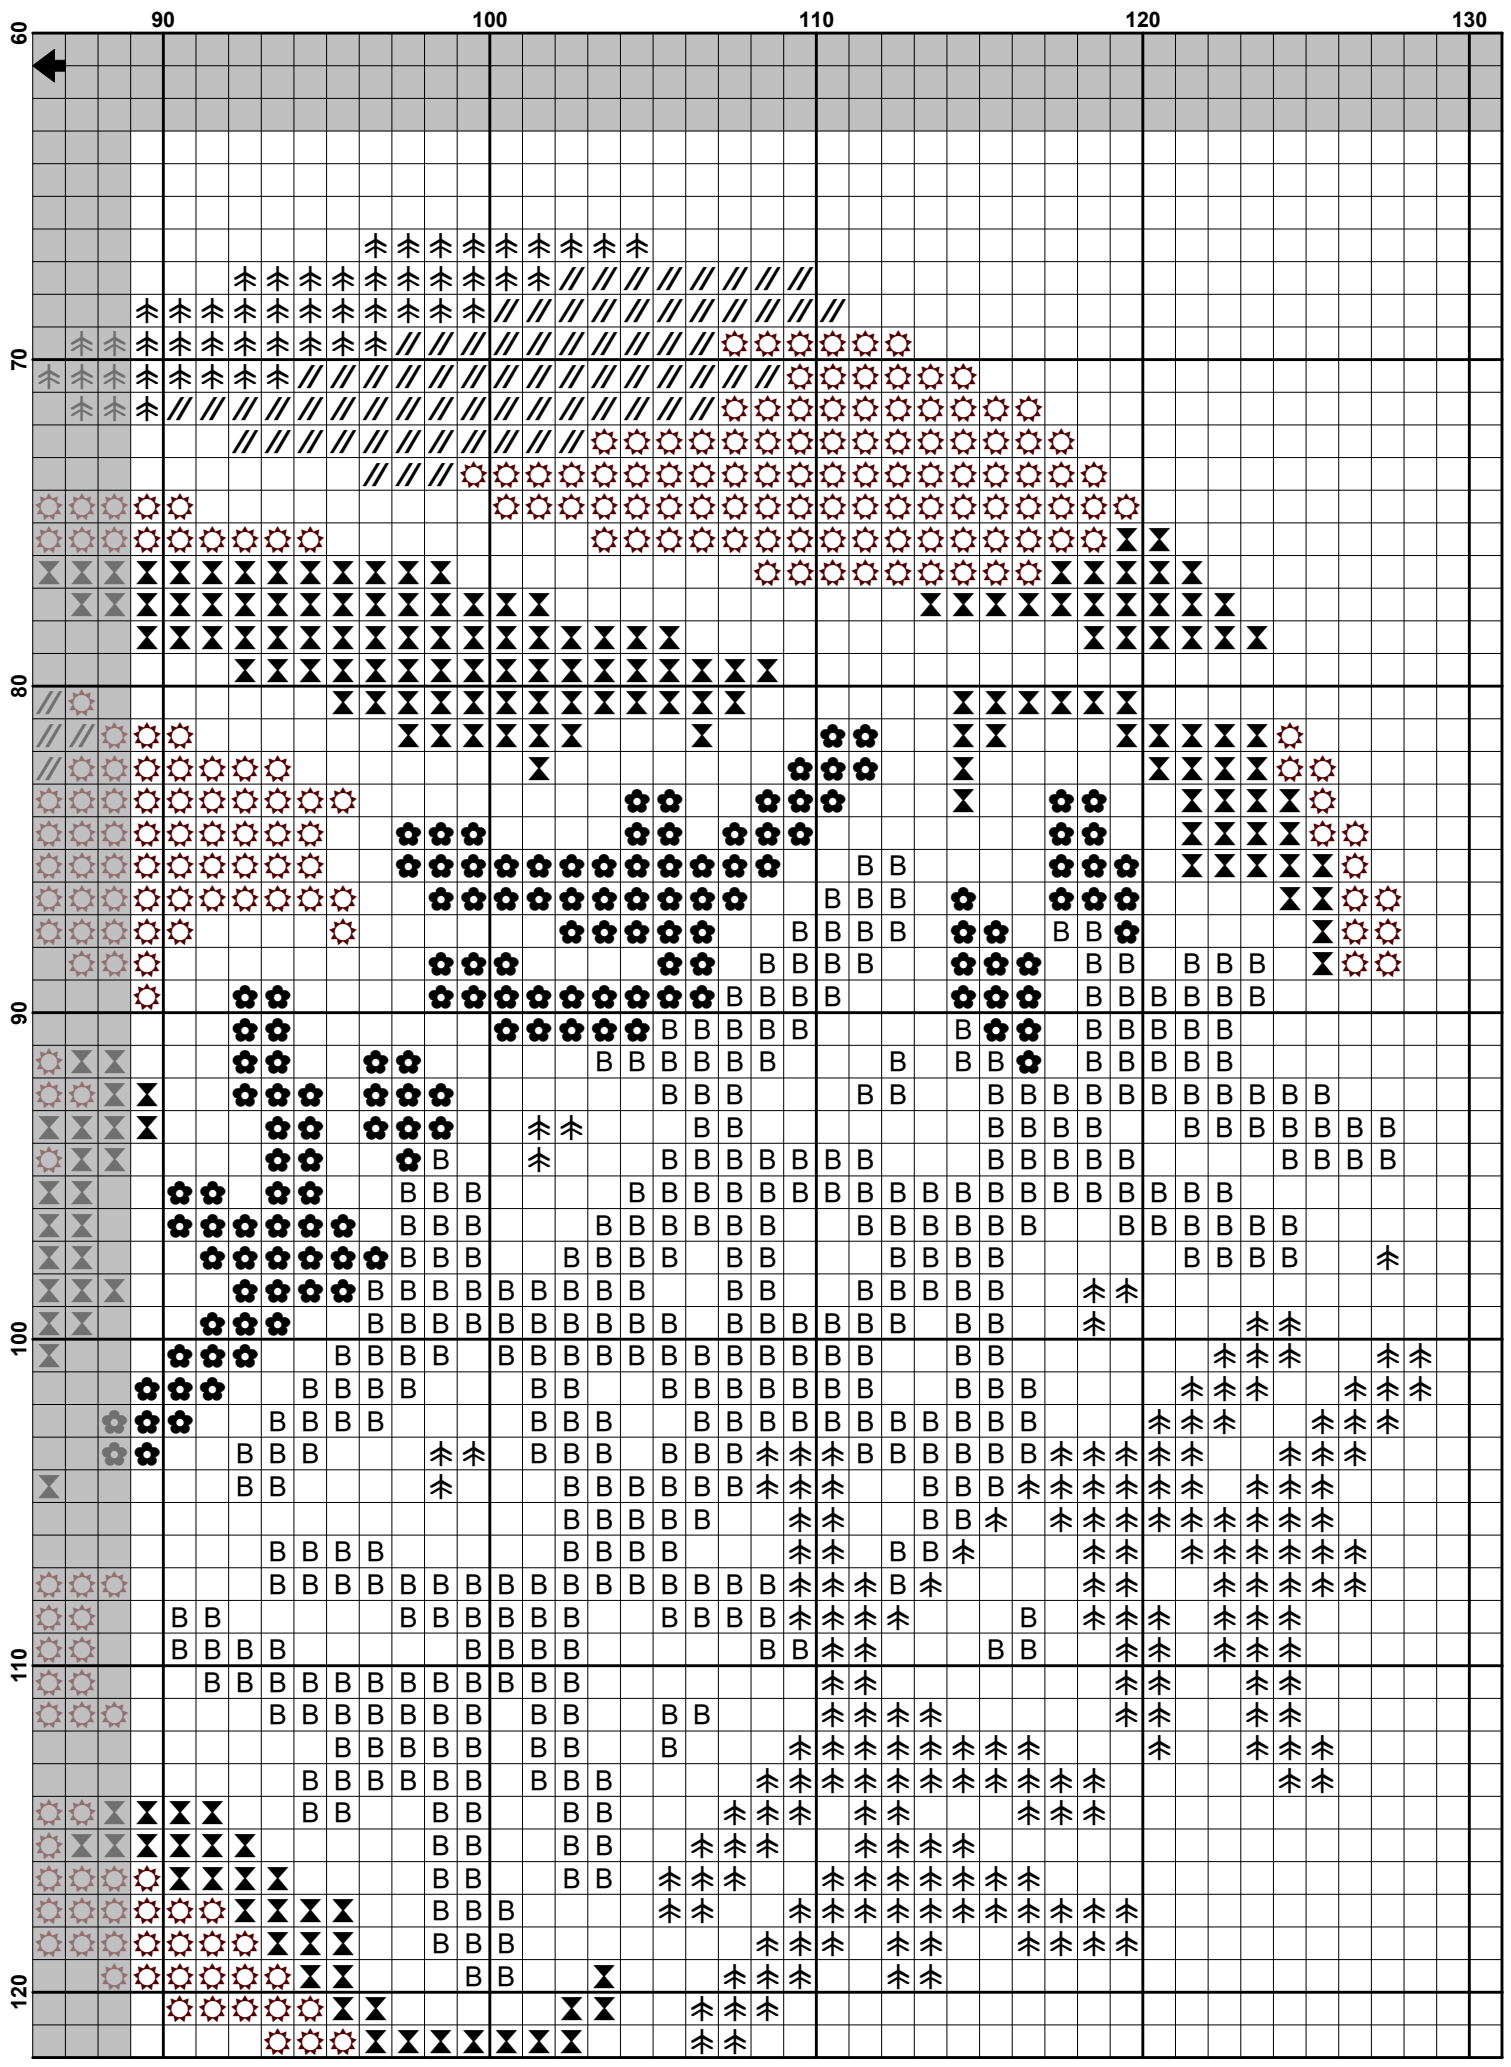 90 100 110 120 130
60
70
80
B B
B B B
B B B B B B
B B B B B B B B B
B B B B B B B B B B
90
B B B B B B B B B B B
B B B B B B B B B B B B B B
B B B B B B B B B B B B B B B B
B B B B B B B B B B B B B
B B B B B B B B B B B B B B B B B
B B B B B B B B B B B B B B B B B B B B B B
B B B B B B B B B B B B B B B B B B B B B
B B B B B B B B B B B B B B B B B
B B B B B B B B B B B B B B B B
B B B B B B B B B B B B B B B B B B
100
B B B B B B B B B B B B B B B B B B
B B B B B B B B B B B B B B B B
B B B B B B B B B B B B B B B B B B
B B B B B B B B B B B B B B B
B B B B B B B B B B B
B B B B B B B
B B B B B B B B B B
B B B B B B B B B B B B B B B B B
B B B B B B B B B B B B B
B B B B B B B B B B B B
110
B B B B B B B B B B B B
B B B B B B B B B B B
B B B B B B B B
B B B B B B B B B
B B B B B B
B B B B
B B B B
B B B
B B B
B B
120